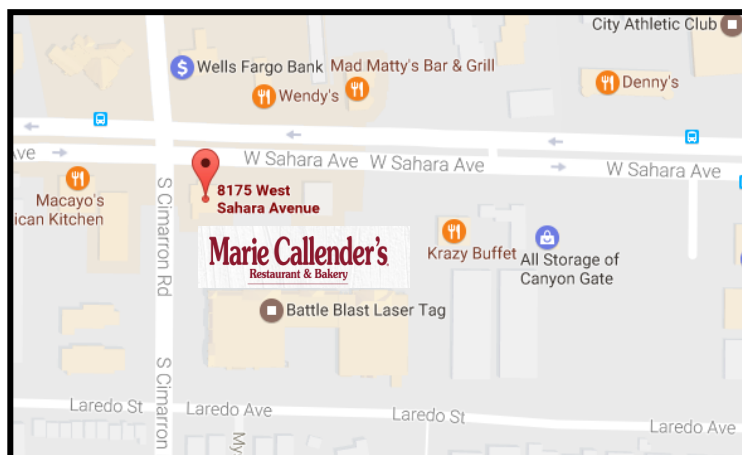 City Athletic Club
Wells Fargo Bank
Mad Matty's Bar & Grill
Wendy's
Denny's
Ave
W Sahara Ave
W Sahara Ave
W Sahara Ave
8175 West
Sahara Avenue
Macayo's
ican Kitchen
S Cimarron Rd
Marie Callender's
Restaurant & Bakery
Krazy Buffet
All Storage of
Canyon Gate
Battle Blast Laser Tag
S Cimarron
Laredo St
Laredo Ave
Laredo St
Laredo Ave
My